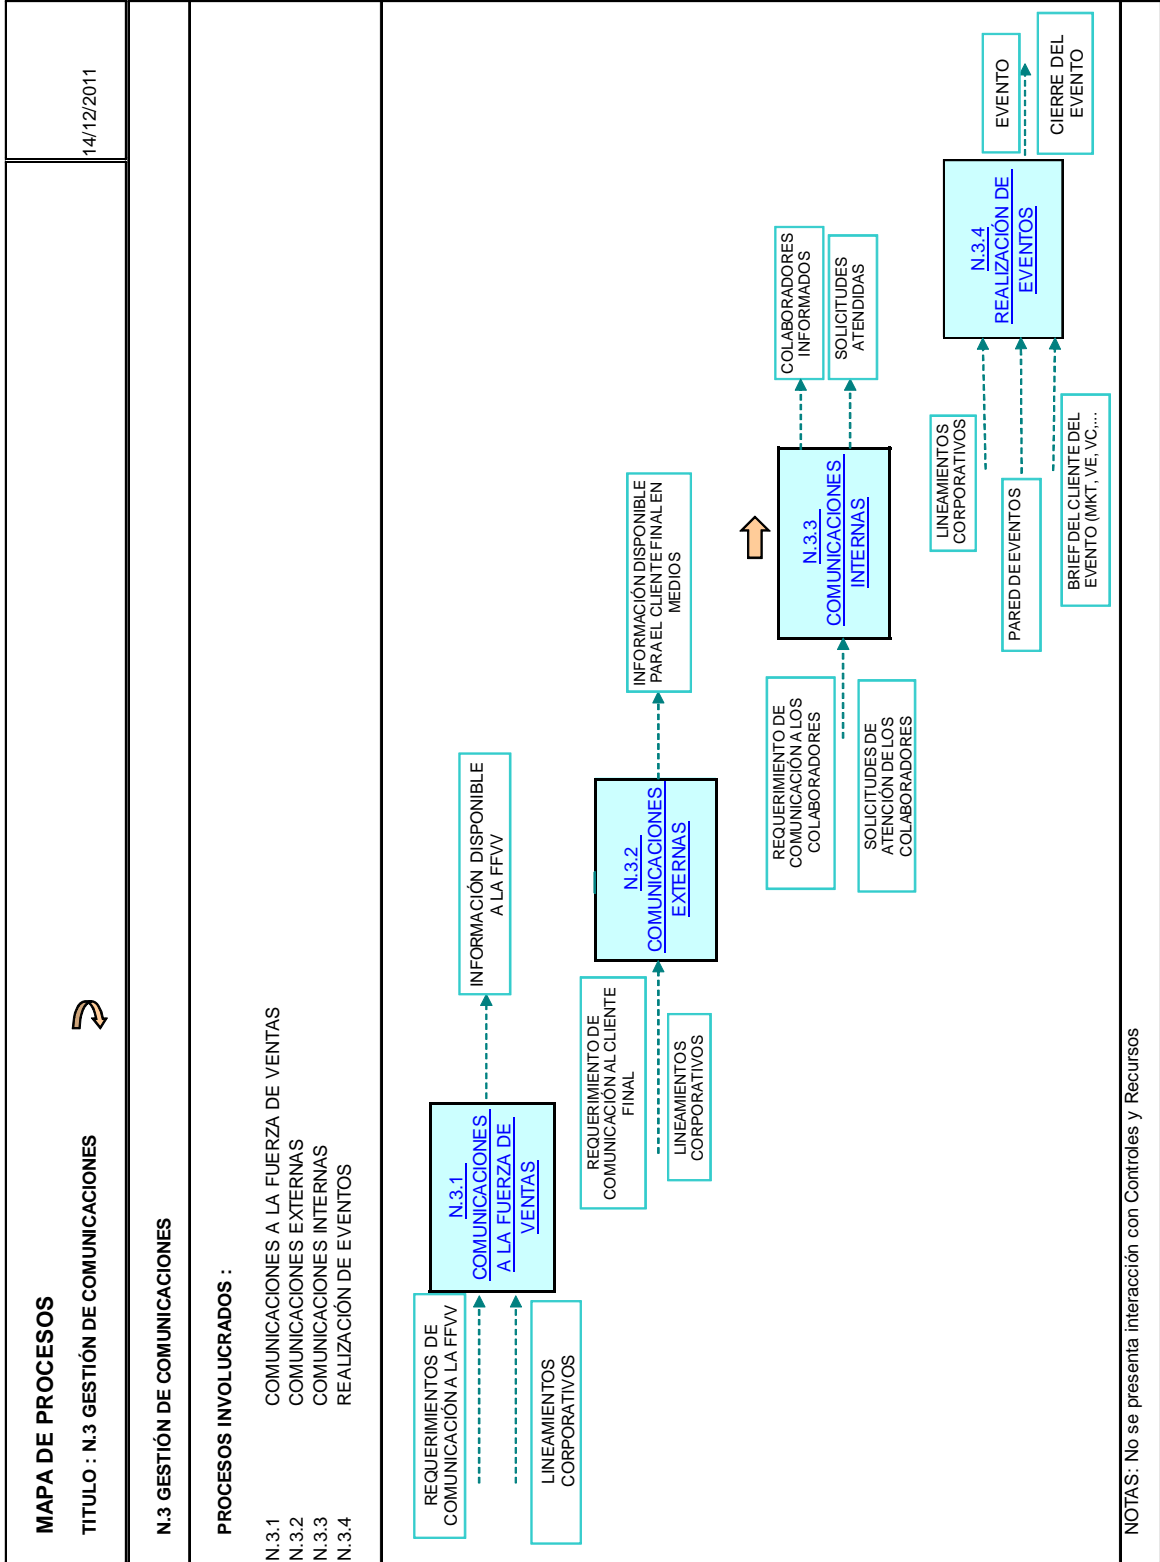 MAPA DE PROCESOS
TITULO : N.3 GESTIÓN DE COMUNICACIONES
14/12/2011
N.3 GESTIÓN DE COMUNICACIONES
PROCESOS INVOLUCRADOS :
N.3.1 COMUNICACIONES A LA FUERZA DE VENTAS
N.3.2 COMUNICACIONES EXTERNAS
N.3.3 COMUNICACIONES INTERNAS
N.3.4 REALIZACIÓN DE EVENTOS
REQUERIMIENTOS DE
COMUNICACIÓN A LA FFVV
LINEAMIENTOS
CORPORATIVOS
N.3.1
COMUNICACIONES
A LA FUERZA DE
VENTAS
INFORMACIÓN DISPONIBLE
A LA FFVV
REQUERIMIENTO DE
COMUNICACIÓN AL CLIENTE
FINAL
LINEAMIENTOS
CORPORATIVOS
N.3.2
COMUNICACIONES
EXTERNAS
INFORMACIÓN DISPONIBLE
PARA EL CLIENTE FINAL EN
MEDIOS
REQUERIMIENTO DE
COMUNICACIÓN A LOS
COLABORADORES
SOLICITUDES DE
ATENCIÓN DE LOS
COLABORADORES
N.3.3
COMUNICACIONES
INTERNAS
COLABORADORES
INFORMADOS
SOLICITUDES
ATENDIDAS
LINEAMIENTOS
CORPORATIVOS
PARED DE EVENTOS
BRIEF DEL CLIENTE DEL
EVENTO (MKT, VE, VC,...
N.3.4
REALIZACIÓN DE
EVENTOS
EVENTO
CIERRE DEL
EVENTO
NOTAS: No se presenta interacción con Controles y Recursos